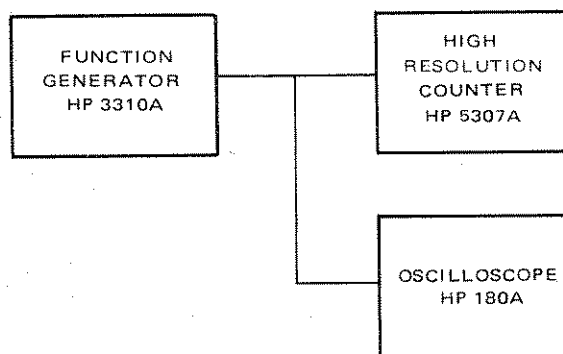 FUNCTION
GENERATOR
HP 3310A
HIGH
RESOLUTION
COUNTER
HP 5307A
OSCILLOSCOPE
HP 180A